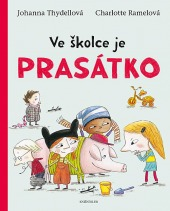 Johanna Thydellová   Charlotte Ramelová
Ve školce je
PRASÁTKO